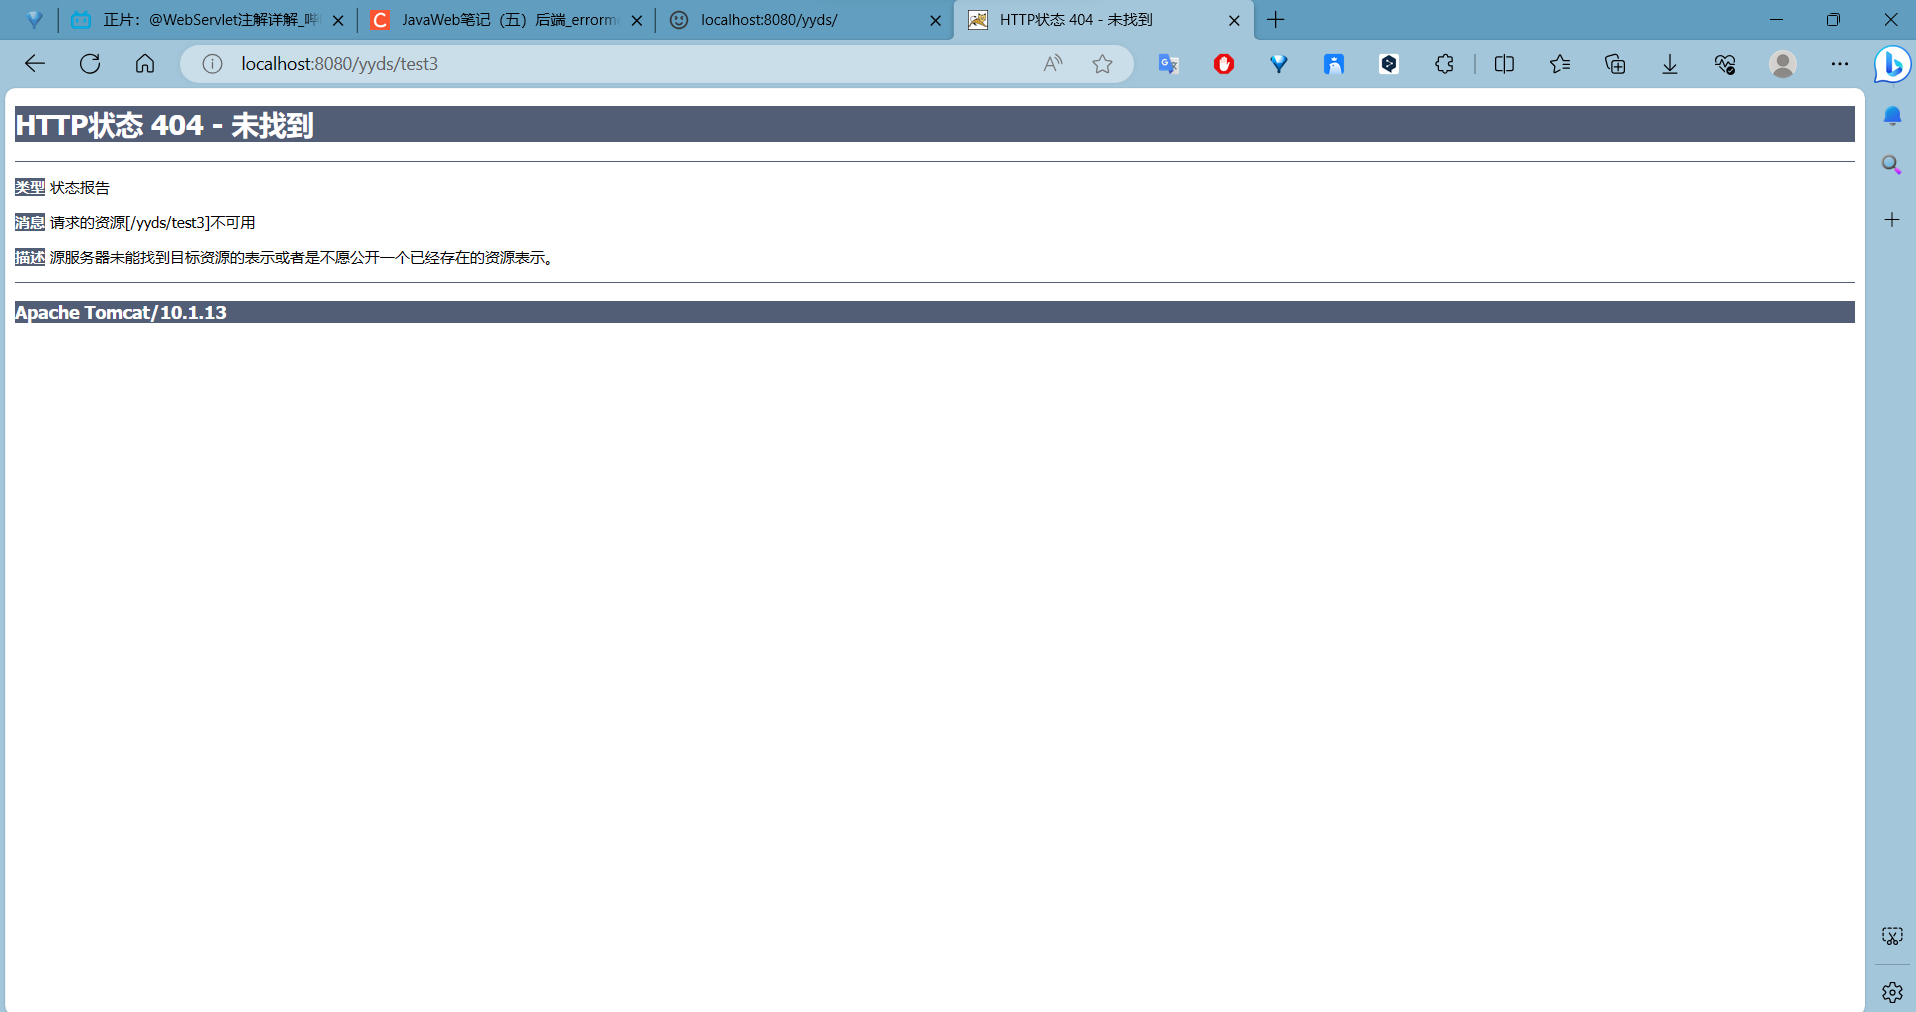 正片：@WebServlet注解详解_哔
JavaWeb笔记（五）后端_errorm
localhost:8080/yyds/
HTTP状态 404 - 未找到
localhost:8080/yyds/test3
HTTP状态 404 - 未找到
类型 状态报告
消息 请求的资源[/yyds/test3]不可用
描述 源服务器未能找到目标资源的表示或者是不愿公开一个已经存在的资源表示。
Apache Tomcat/10.1.13